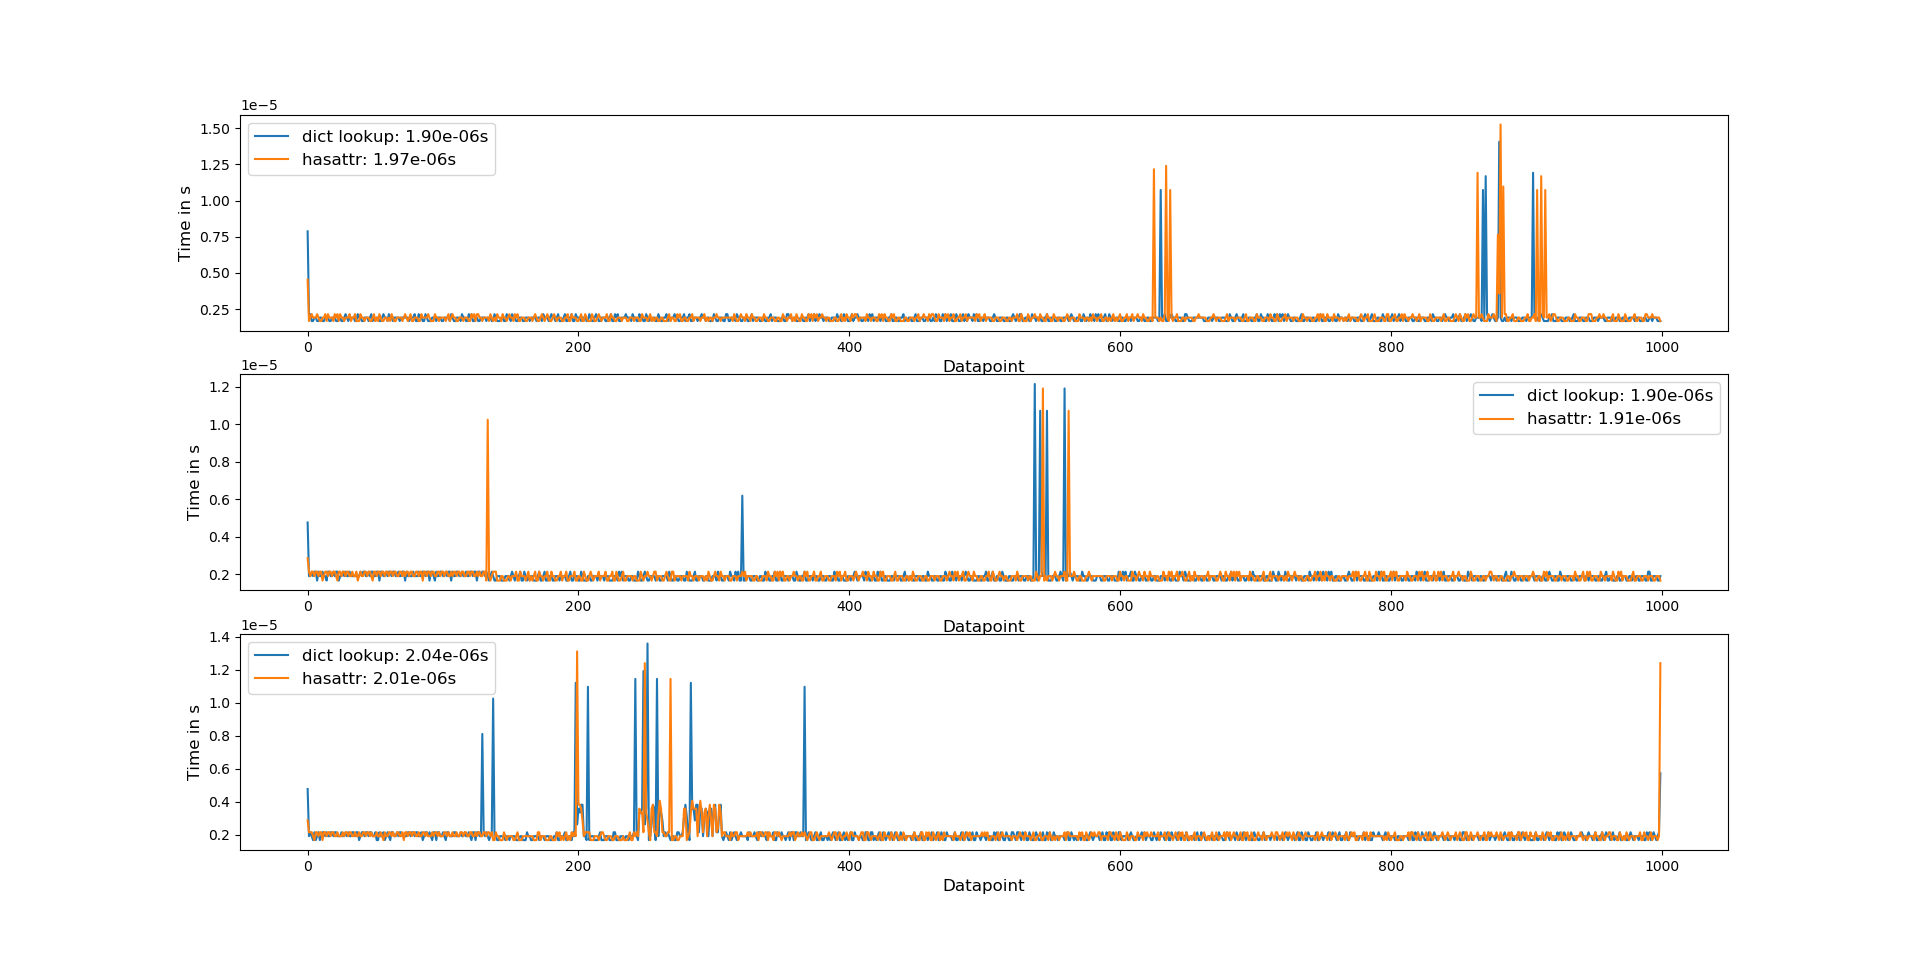 1e−5
1.50
1.25
1.00
0.75
0.50
0.25
Time in s
dict lookup: 1.90e-06s
hasattr: 1.97e-06s
0 200 400 600 800 1000
Datapoint
1e−5
1.2
1.0
0.8
0.6
0.4
0.2
Time in s
dict lookup: 1.90e-06s
hasattr: 1.91e-06s
0 200 400 600 800 1000
Datapoint
1e−5
1.4
1.2
1.0
0.8
0.6
0.4
0.2
Time in s
dict lookup: 2.04e-06s
hasattr: 2.01e-06s
0 200 400 600 800 1000
Datapoint